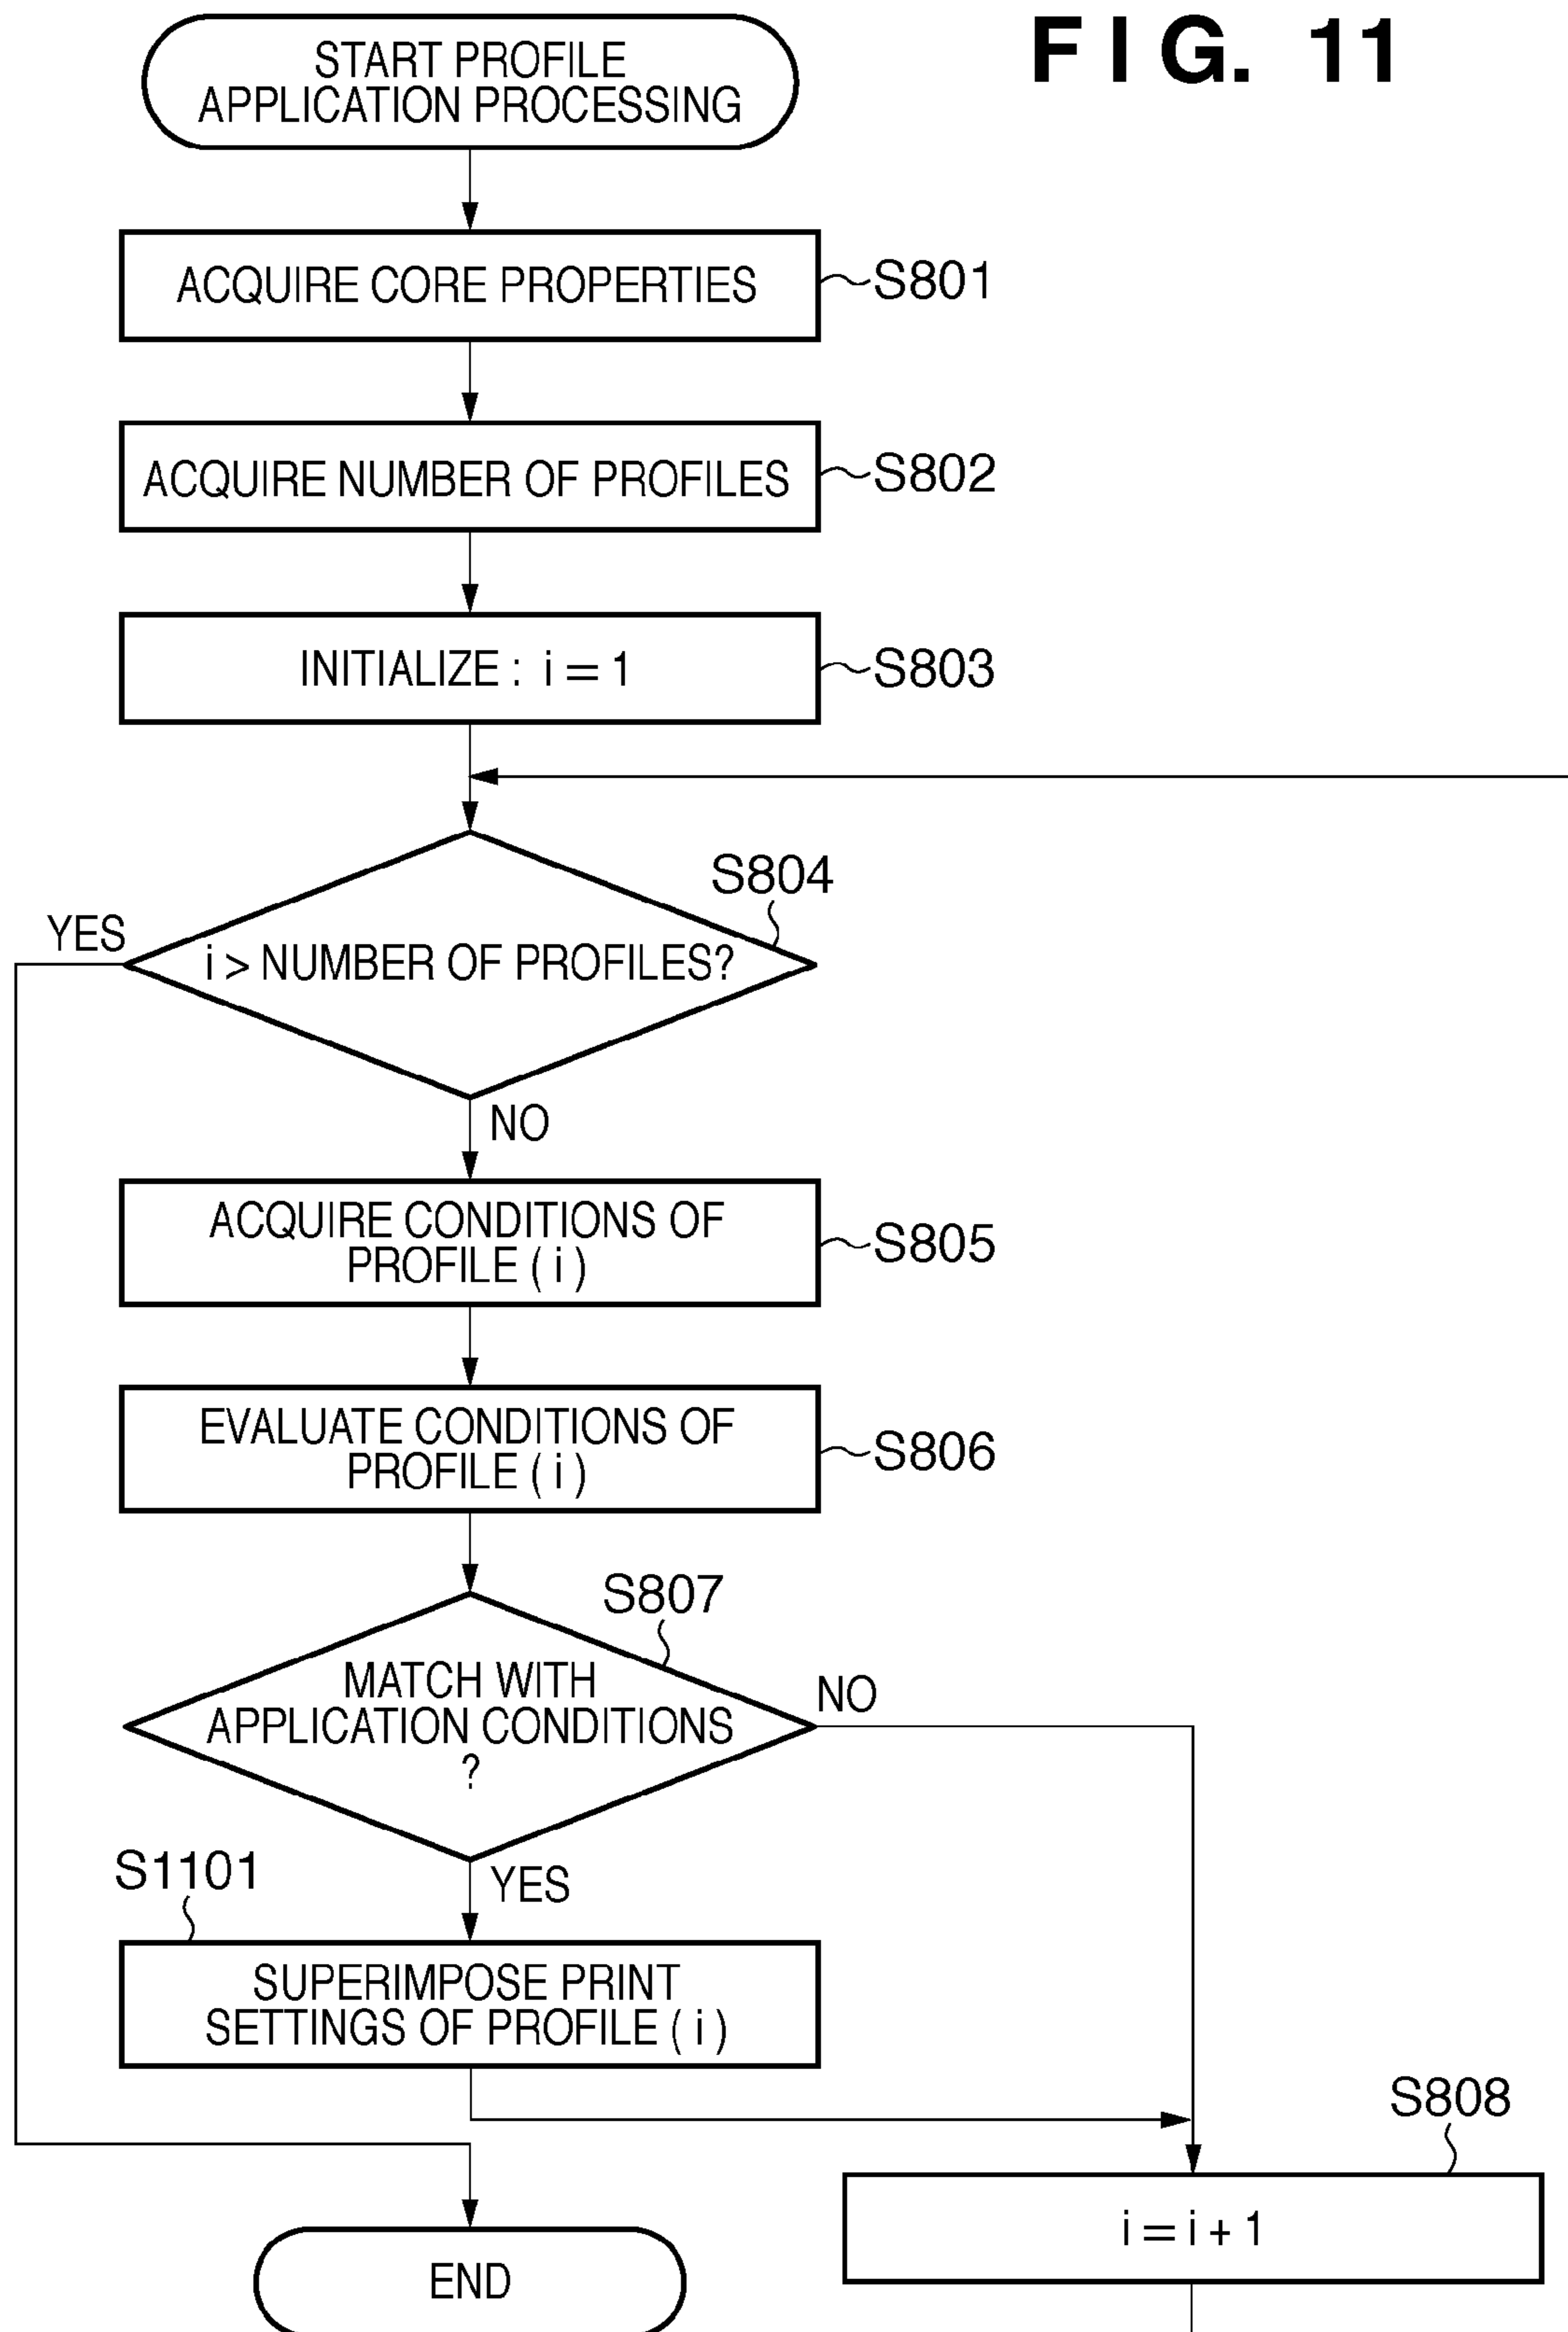 FIG. 11
START PROFILE
APPLICATION PROCESSING
ACQUIRE CORE PROPERTIES
S801
ACQUIRE NUMBER OF PROFILES
S802
INITIALIZE : i = 1
S803
S804
YES
i > NUMBER OF PROFILES?
NO
ACQUIRE CONDITIONS OF
PROFILE ( i )
S805
EVALUATE CONDITIONS OF
PROFILE ( i )
S806
S807
MATCH WITH
APPLICATION CONDITIONS
?
NO
YES
S1101
SUPERIMPOSE PRINT
SETTINGS OF PROFILE ( i )
S808
i = i + 1
END